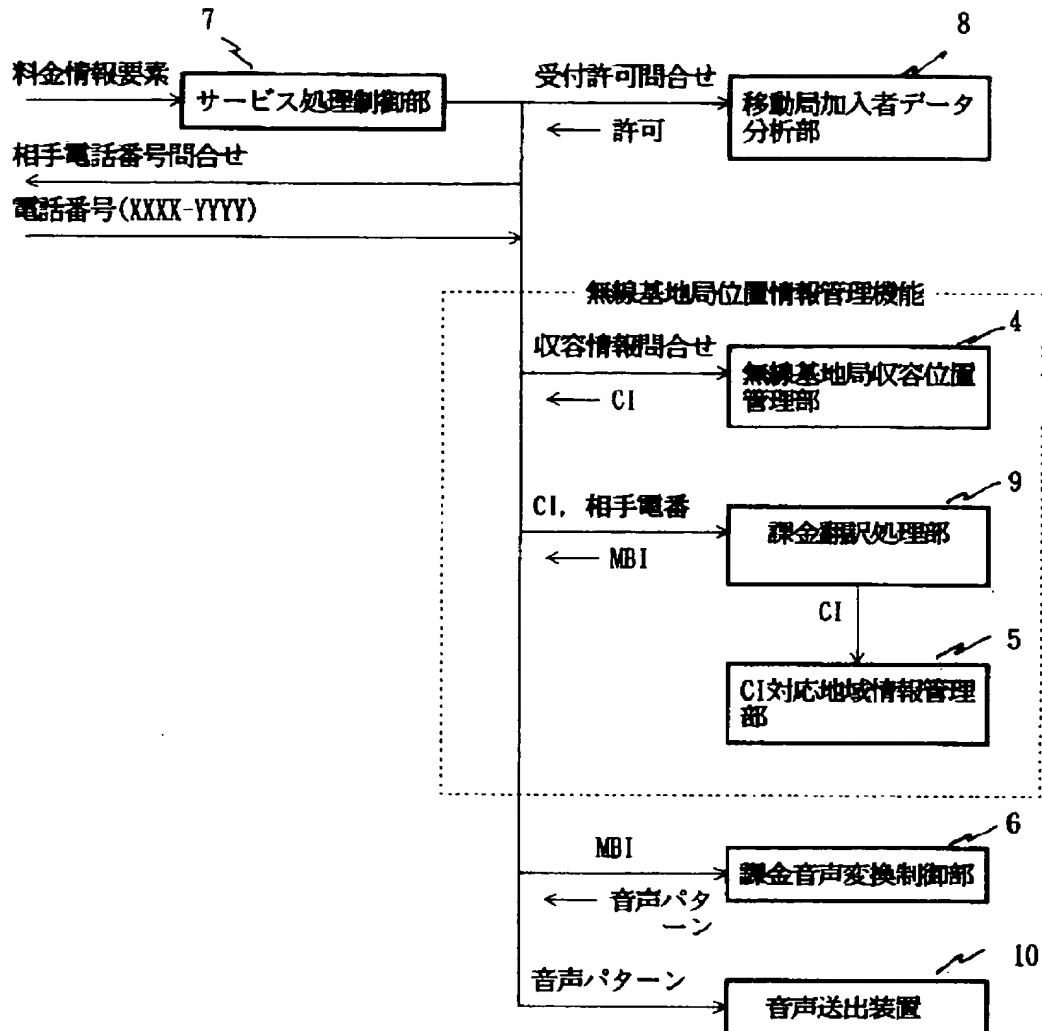 7
8
料金情報要素
サービス処理制御部
受付許可問合せ
許可
移動局加入者データ
分析部
相手電話番号問合せ
電話番号(XXXX-YYYY)
無線基地局位置情報管理機能
4
収容情報問合せ
CI
無線基地局収容位置
管理部
9
CI, 相手電番
MBI
課金翻訳処理部
CI
5
CI対応地域情報管理
部
6
MBI
音声パタ
ーン
課金音声変換制御部
10
音声パターン
音声送出装置